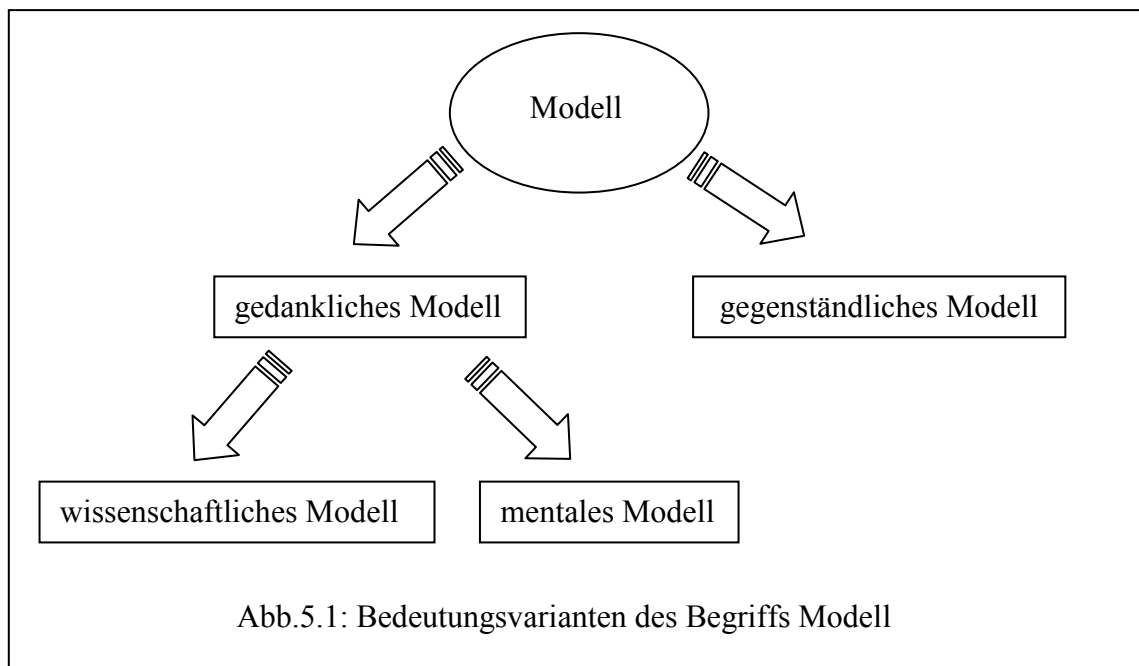 Modell
gedankliches Modell
gegenständliches Modell
wissenschaftliches Modell
mentales Modell
Abb.5.1: Bedeutungsvarianten des Begriffs Modell